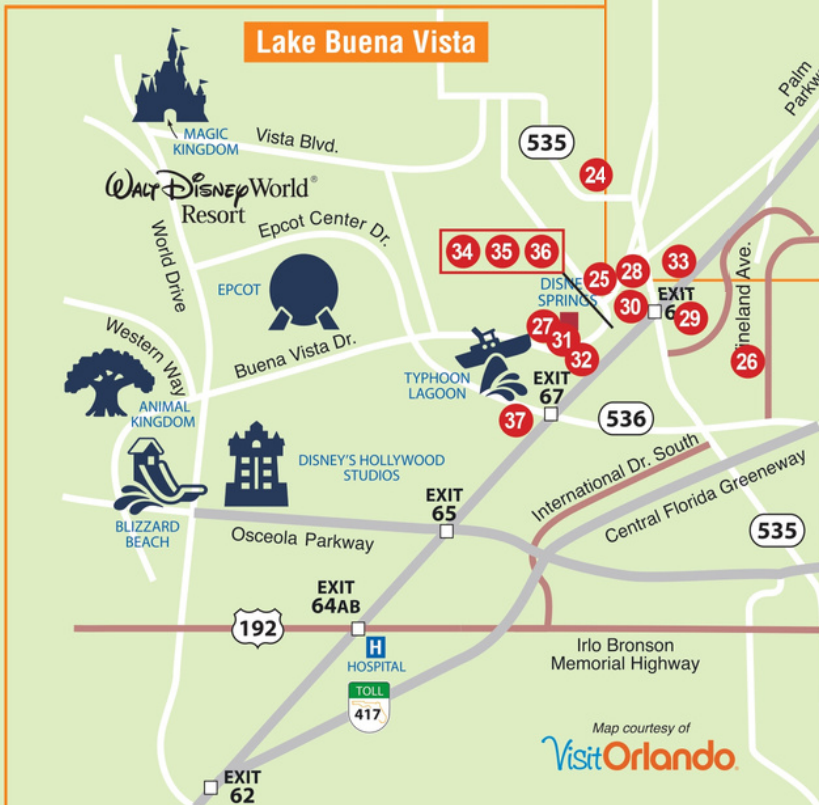 Lake Buena Vista
Palm
MAGIC
KINGDOM
Vista Blvd.
535
24
WALT DISNEY World®
Resort
Epcot Center Dr.
World Drive
34 35 36
25
28
33
DISNE
SPRINGS
EPCOT
30
EXIT
6
29
27
31
32
ineland Ave.
26
Western Way
Buena Vista Dr.
TYPHOON
LAGOON
EXIT
67
37
536
ANIMAL
KINGDOM
DISNEY'S HOLLYWOOD
STUDIOS
International Dr. South
Central Florida Greeneway
BLIZZARD
BEACH
EXIT
65
Osceola Parkway
535
EXIT
64AB
192
H
HOSPITAL
Irlo Bronson
Memorial Highway
TOLL
417
Map courtesy of
VisitOrlando.
EXIT
62